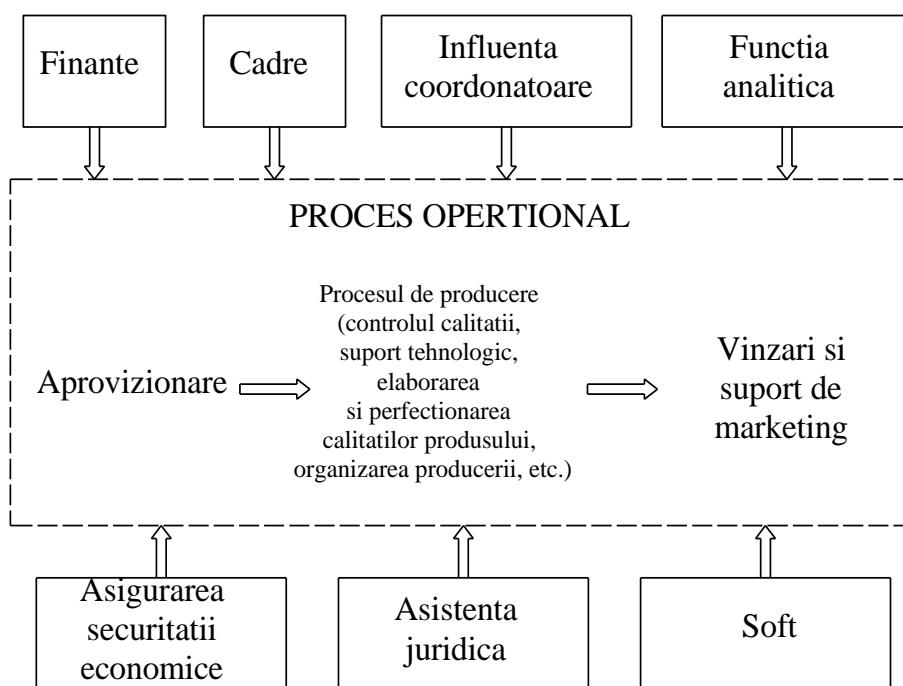 Finante
Cadre
Influenta
coordonatoare
Functia
analitica
PROCES OPERTIONAL
Aprovizionare
Procesul de producere
(controlul calitatii,
suport tehnologic,
elaborarea
si perfectionarea
calitatilor produsului,
organizarea producerii, etc.)
Vinzari si
suport de
marketing
Asigurarea
securitatii
economice
Asistenta
juridica
Soft